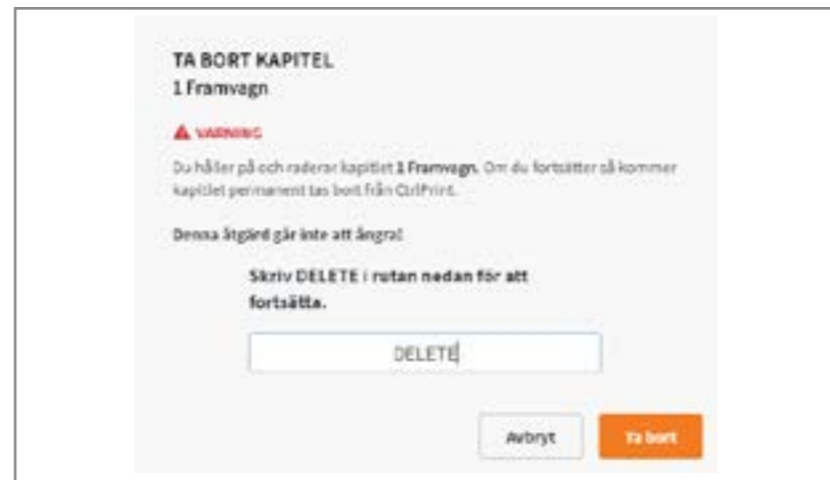 TA BORT KAPITEL
1 Framvagn
VARNING
Du håller på och raderar kapitlet 1 Framvagn. Om du fortsätter så kommer
kapitlet permanent tas bort från CtrlPrint.
Denna åtgärd går inte att ångra!
Skriv DELETE i rutan nedan för att
fortsätta.
DELETE
Avbryt
Ta bort